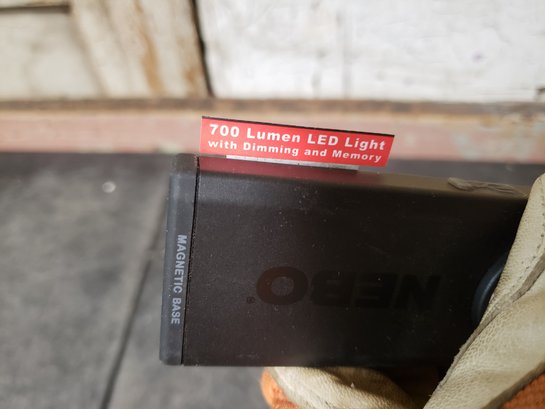 700 Lumen LED Light
with Dimming and Memory
MAGNETIC BASE
NEBO®